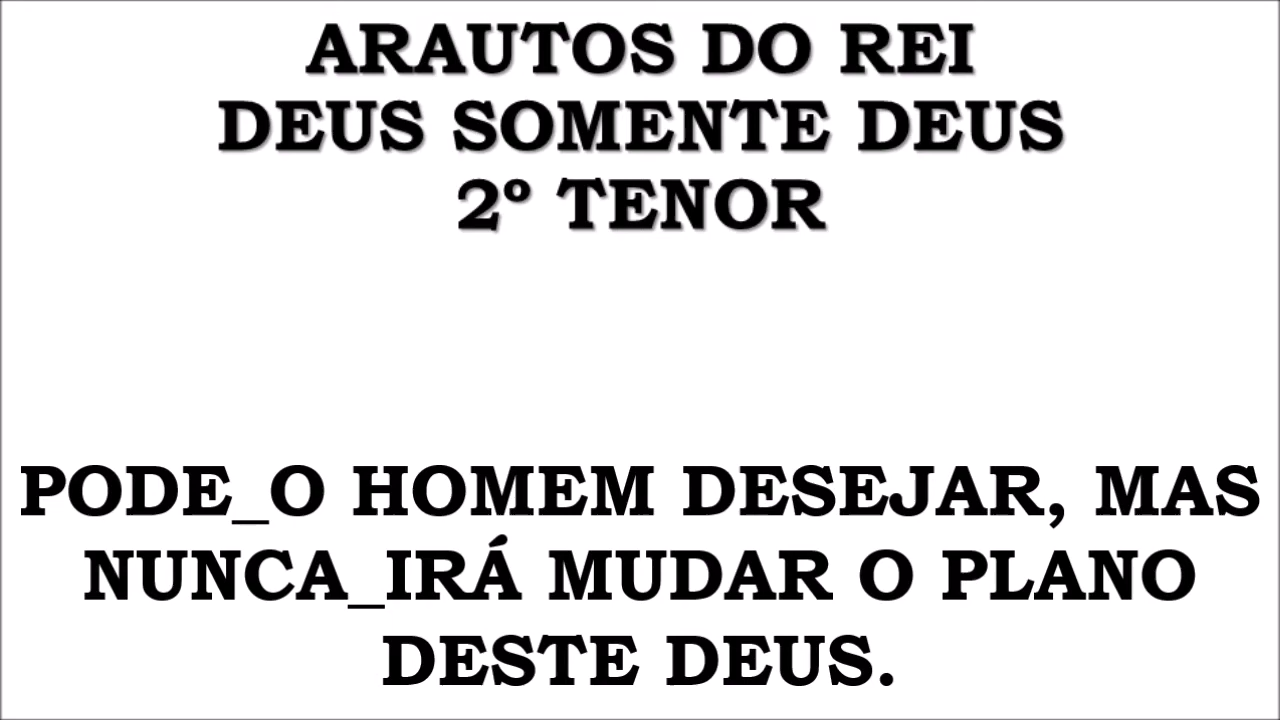 ARAUTOS DO REI
DEUS SOMENTE DEUS
2º TENOR
PODE_O HOMEM DESEJAR, MAS
NUNCA_IRÁ MUDAR O PLANO
DESTE DEUS.